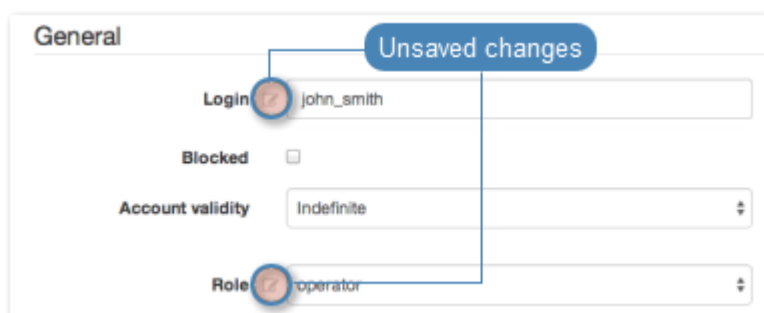 General
Unsaved changes
Login john_smith
Blocked
Account validity Indefinite
Role operator